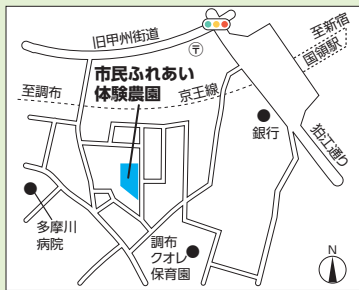 至新宿
国領駅
旧甲州街道
〒
市民ふれあい
体験農園
至調布
京王線
狛江通り
銀行
多摩川
病院
調布
クオレ
保育園
N